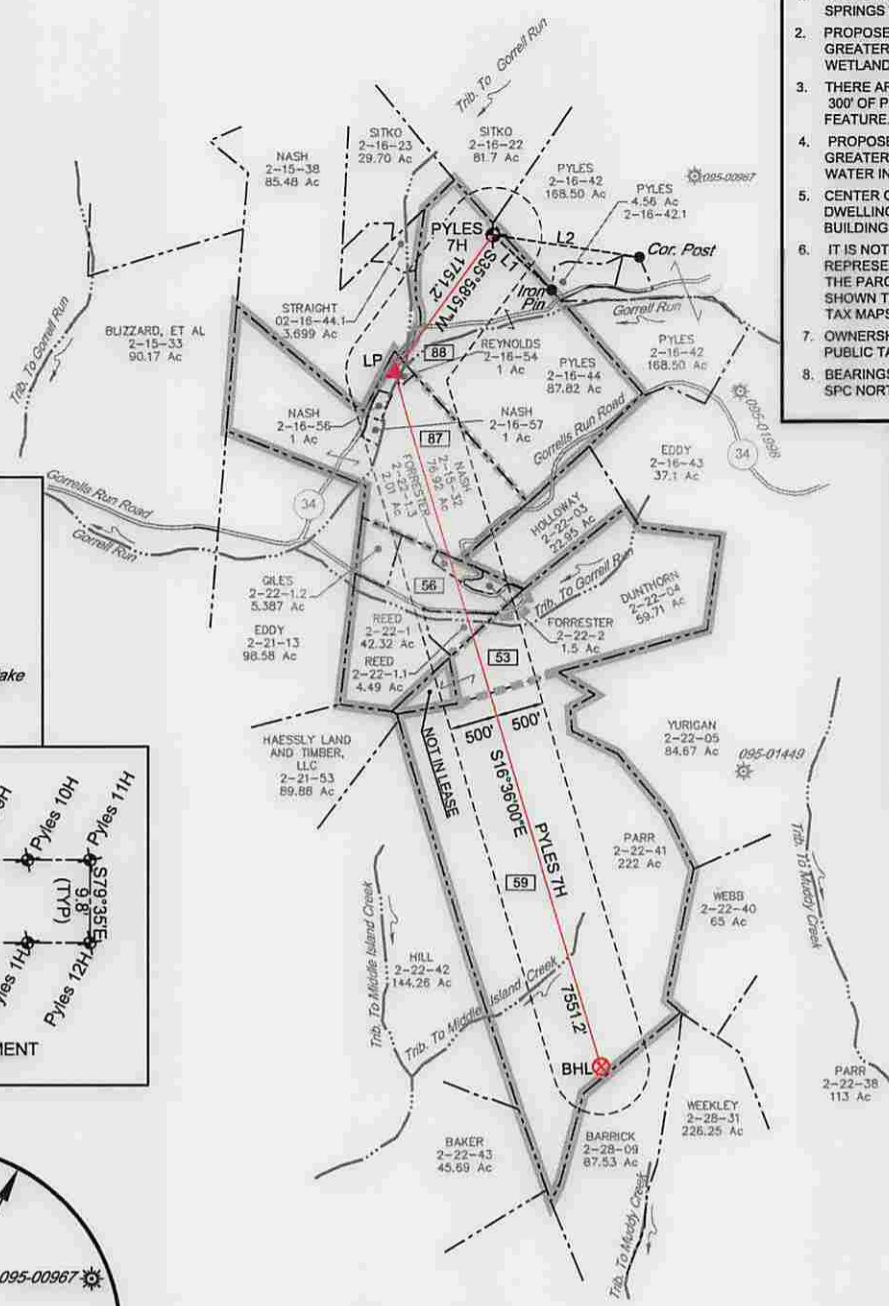 SPRINGS
2. PROPOSE
GREATER
WETLAND
3. THERE AR
300' OF P
FEATURE.
4. PROPOSE
GREATER
WATER IN
5. CENTER O
DWELLING
BUILDING
6. IT IS NOT
REPRESE
THE PARC
SHOWN T
TAX MAPS
7. OWNERSH
PUBLIC TA
8. BEARINGS
SPC NORT
Trib. To Gorrell Run
NASH
2-15-38
85.48 Ac
SITKO
2-16-23
29.70 Ac
SITKO
2-16-22
81.7 Ac
PYLES
2-16-42
168.50 Ac
PYLES
4.56 Ac
2-16-42.1
095-00967
PYLES
7H
L2
L1
Cor. Post
Iron
Pin
S35°58'51"W
1751.2'
Gorrell Run
Trib. To Gorrell Run
BLIZZARD, ET AL
2-15-33
90.17 Ac
STRAIGHT
02-16-44.1
3.699 Ac
LP
88
REYNOLDS
2-16-54
1 Ac
PYLES
2-16-44
87.82 Ac
PYLES
2-16-42
168.50 Ac
NASH
2-16-56
1 Ac
NASH
2-16-57
1 Ac
87
Gorrells Run Road
095-01998
34
EDDY
2-16-43
37.1 Ac
NASH
2-15-32
76.92 Ac
FORRESTER
2-22-1.3
2.01 Ac
Gorrells Run Road
Gorrell Run
34
HOLLOWAY
2-22-03
22.95 Ac
GILES
2-22-1.2
5.387 Ac
56
Trib. To Gorrell Run
DUNTHORN
2-22-04
59.71 Ac
EDDY
2-21-13
98.58 Ac
REED
2-22-1
42.32 Ac
REED
2-22-1.1
4.49 Ac
FORRESTER
2-22-2
1.5 Ac
53
ake
HAESSLY LAND
AND TIMBER,
LLC
2-21-53
89.88 Ac
NOT IN LEASE
500' 500'
S16°36'00"E
PYLES 7H
7551.2'
YURIGAN
2-22-05
84.67 Ac
095-01449
Trib. To Muddy Creek
PARR
2-22-41
222 Ac
59
WEBB
2-22-40
65 Ac
Pyles 10H
Pyles 11H
S79°35'E
9.8'
(TYP)
Pyles 12H
MENT
Trib. To Middle Island Creek
HILL
2-22-42
144.26 Ac
Trib. To Middle Island Creek
BHL
PARR
2-22-38
113 Ac
WEEKLEY
2-28-31
226.25 Ac
BAKER
2-22-43
45.69 Ac
BARRICK
2-28-09
87.53 Ac
Trib. To Muddy Creek
095-00967